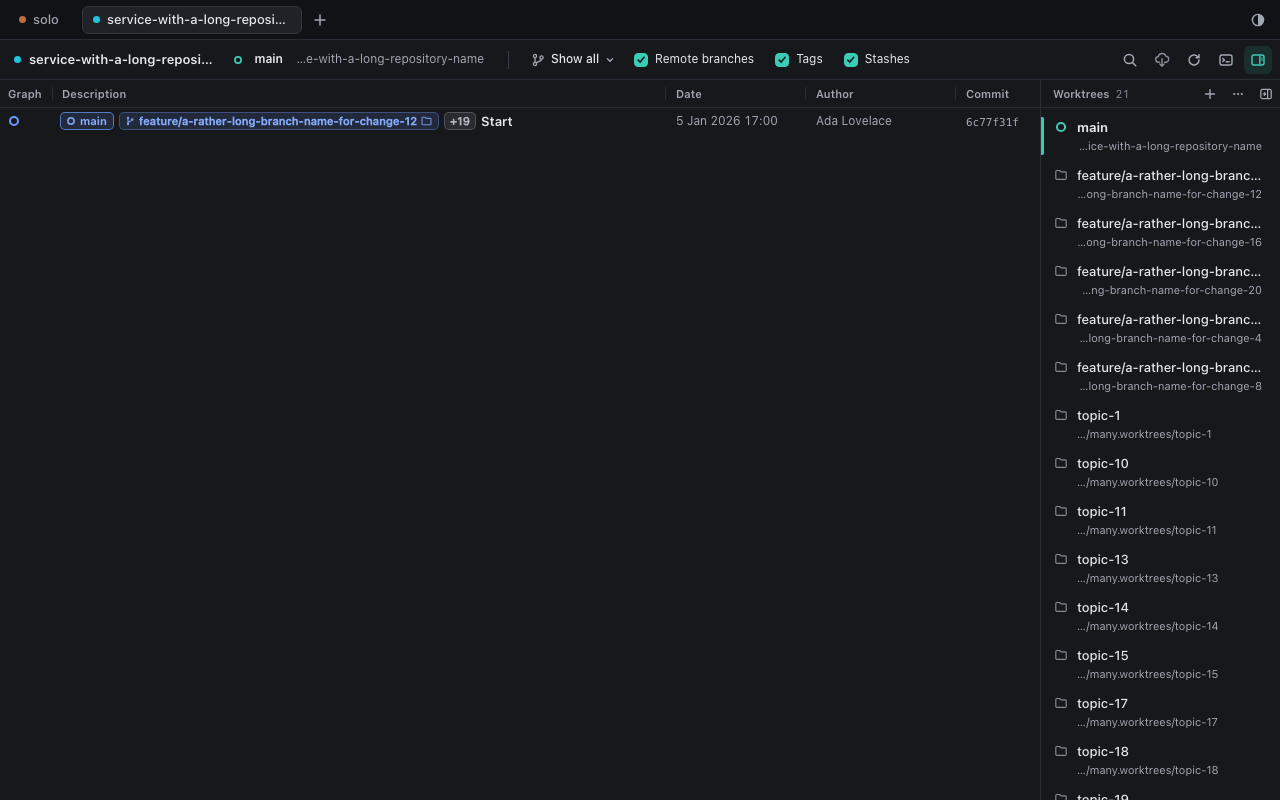 solo
service-with-a-long-reposi...
service-with-a-long-reposi... main ...e-with-a-long-repository-name Show all Remote branches Tags Stashes
Graph Description Date Author Commit Worktrees 21
main feature/a-rather-long-branch-name-for-change-12 +19 Start 5 Jan 2026 17:00 Ada Lovelace 6c77f31f
main
...ice-with-a-long-repository-name
feature/a-rather-long-branc...
...ong-branch-name-for-change-12
feature/a-rather-long-branc...
...ong-branch-name-for-change-16
feature/a-rather-long-branc...
...ng-branch-name-for-change-20
feature/a-rather-long-branc...
...long-branch-name-for-change-4
feature/a-rather-long-branc...
...long-branch-name-for-change-8
topic-1
.../many.worktrees/topic-1
topic-10
.../many.worktrees/topic-10
topic-11
.../many.worktrees/topic-11
topic-13
.../many.worktrees/topic-13
topic-14
.../many.worktrees/topic-14
topic-15
.../many.worktrees/topic-15
topic-17
.../many.worktrees/topic-17
topic-18
.../many.worktrees/topic-18
topic-19